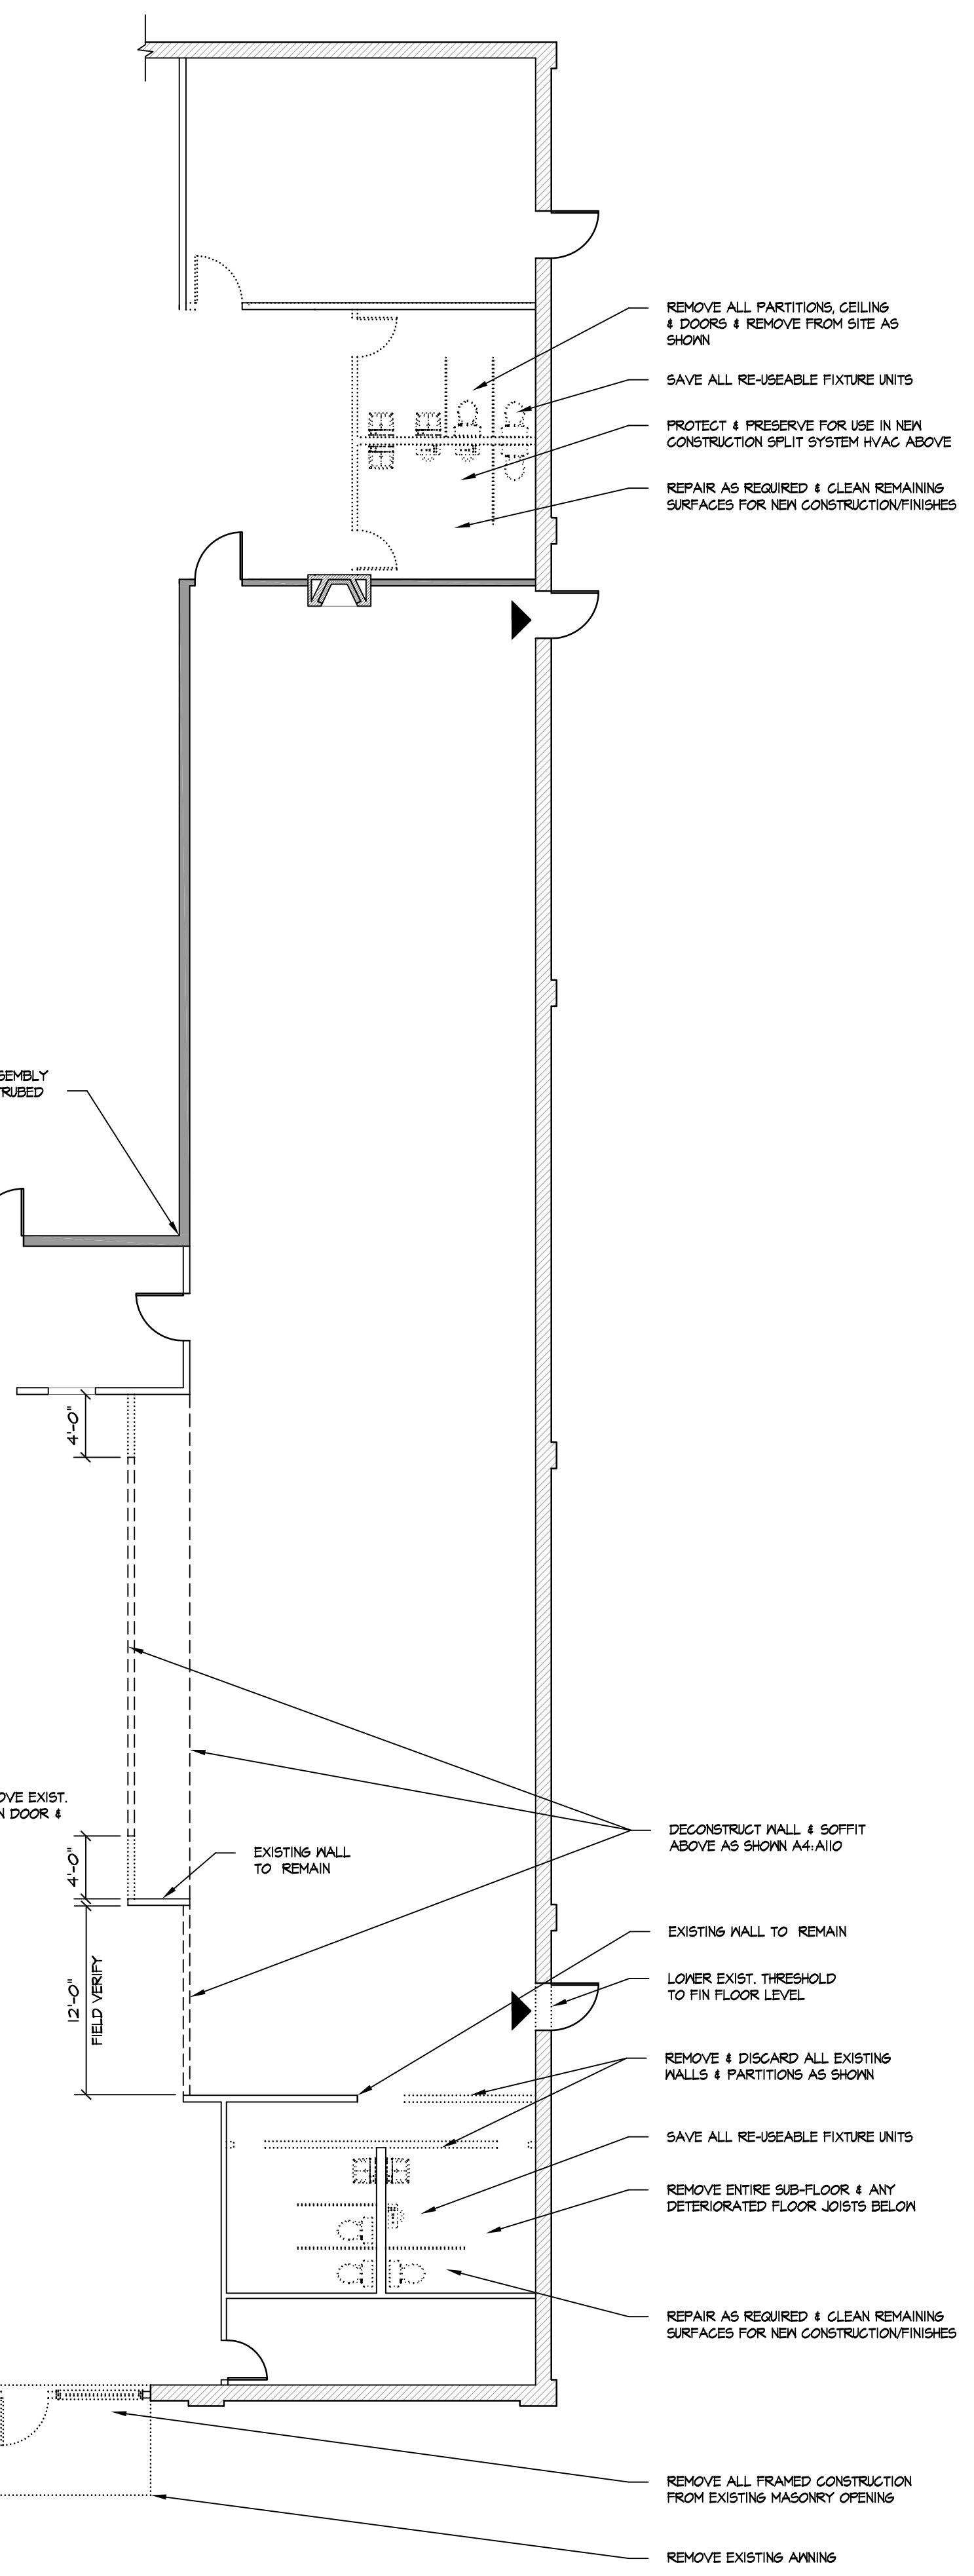 REMOVE ALL PARTITIONS, CEILING
& DOORS & REMOVE FROM SITE AS
SHOWN
SAVE ALL RE-USEABLE FIXTURE UNITS
PROTECT & PRESERVE FOR USE IN NEW
CONSTRUCTION SPLIT SYSTEM HVAC ABOVE
REPAIR AS REQUIRED & CLEAN REMAINING
SURFACES FOR NEW CONSTRUCTION/FINISHES
SEMBLY
TRUBED
4'-0"
OVE EXIST.
N DOOR &
4'-0"
EXISTING WALL
TO REMAIN
12'-0"
FIELD VERIFY
DECONSTRUCT WALL & SOFFIT
ABOVE AS SHOWN A4:A110
EXISTING WALL TO REMAIN
LOWER EXIST. THRESHOLD
TO FIN FLOOR LEVEL
REMOVE & DISCARD ALL EXISTING
WALLS & PARTITIONS AS SHOWN
SAVE ALL RE-USEABLE FIXTURE UNITS
REMOVE ENTIRE SUB-FLOOR & ANY
DETERIORATED FLOOR JOISTS BELOW
REPAIR AS REQUIRED & CLEAN REMAINING
SURFACES FOR NEW CONSTRUCTION/FINISHES
REMOVE ALL FRAMED CONSTRUCTION
FROM EXISTING MASONRY OPENING
REMOVE EXISTING AWNING